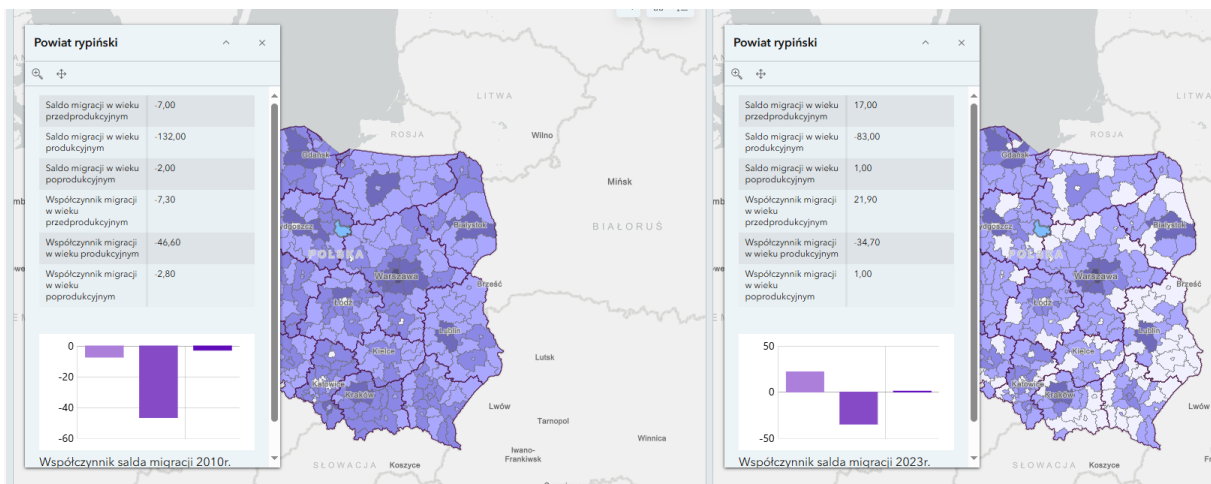 Powiat rypiński
Saldo migracji w wieku
przedprodukcyjnym
-7,00
Saldo migracji w wieku
produkcyjnym
-132,00
Saldo migracji w wieku
poprodukcyjnym
-2,00
Współczynnik migracji
w wieku
przedprodukcyjnym
-7,30
Współczynnik migracji
w wieku produkcyjnym
-46,60
Współczynnik migracji
w wieku
poprodukcyjnym
-2,80
0
-20
-40
-60
Współczynnik salda migracji 2010r.
LITWA
ROSJA
Wilno
Gdańsk
Mińsk
BIAŁORUŚ
Białystok
POLSKA
Warszawa
Brześć
Łódź
Lublin
Kielce
Łuck
Katowice
Kraków
Lwów
Tarnopol
Winnica
Iwano-
Frankiwsk
SŁOWACJA
Koszyce
Powiat rypiński
Saldo migracji w wieku
przedprodukcyjnym
17,00
Saldo migracji w wieku
produkcyjnym
-83,00
Saldo migracji w wieku
poprodukcyjnym
1,00
Współczynnik migracji
w wieku
przedprodukcyjnym
21,90
Współczynnik migracji
w wieku produkcyjnym
-34,70
Współczynnik migracji
w wieku
poprodukcyjnym
1,00
50
0
-50
Współczynnik salda migracji 2023r.
LITWA
ROSJA
Wilno
Gdańsk
Białystok
POLSKA
Warszawa
Brześć
Łódź
Lublin
Kielce
Katowice
Kraków
Lwów
SŁOWACJA
Koszyce